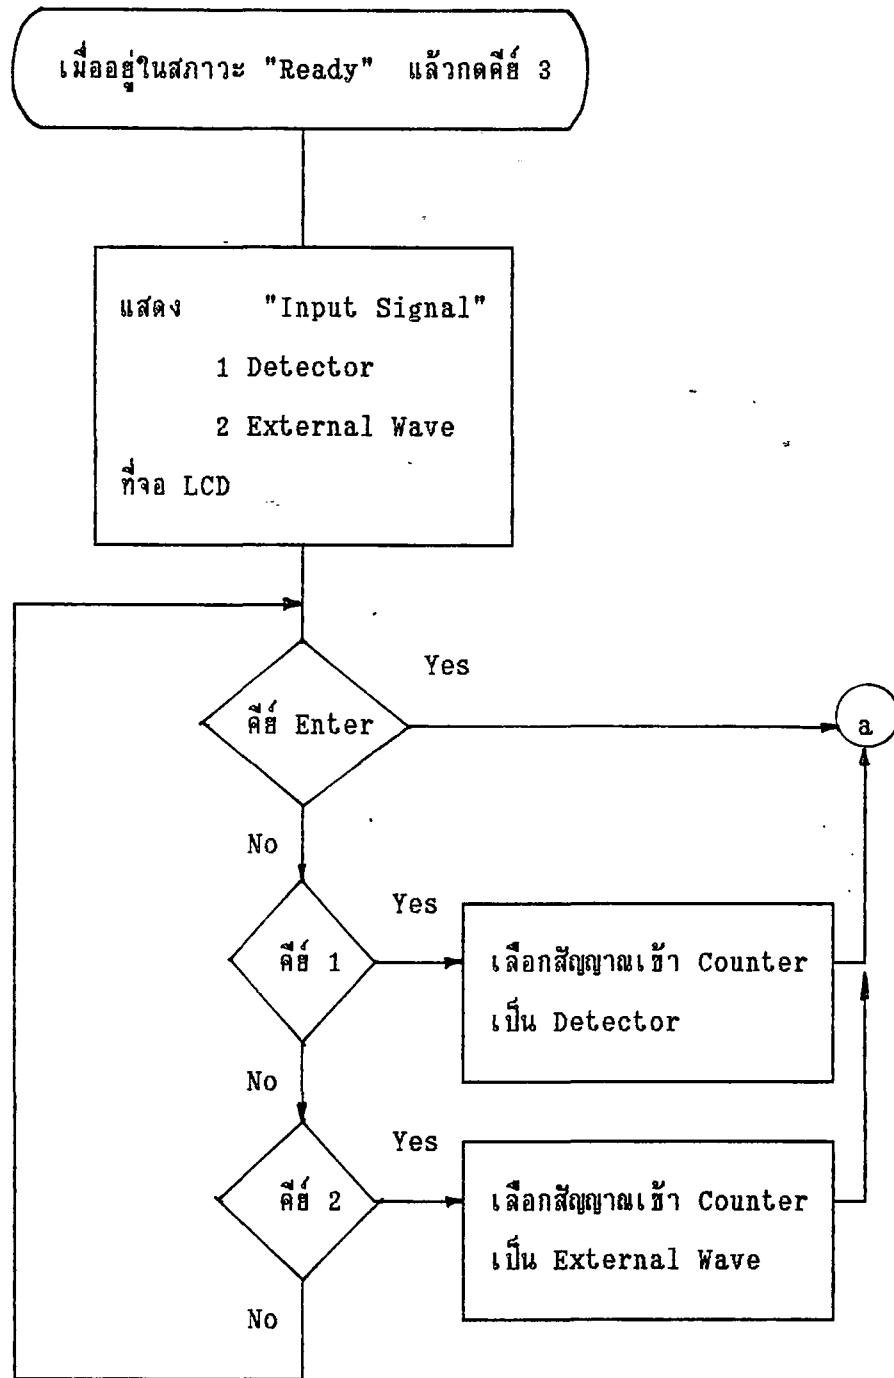 เมื่ออยู่ในสภาวะ "Ready" แล้วกดคีย์ 3
แสดง "Input Signal"
1 Detector
2 External Wave
ที่จอ LCD
Yes
คีย์ Enter
a
No
Yes
คีย์ 1
เลือกสัญญาณเข้า Counter
เป็น Detector
No
Yes
คีย์ 2
เลือกสัญญาณเข้า Counter
เป็น External Wave
No